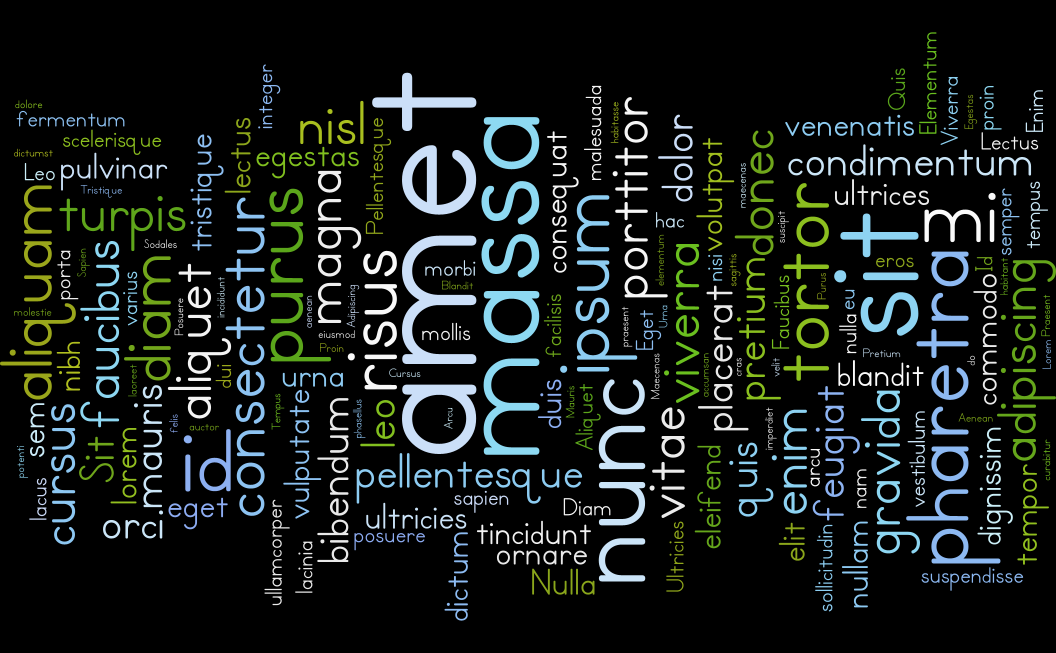 dolore
fermentum
scelerisque
dictumst
Leo
pulvinar
Tristique
turpis
Sodales
aliquam
molestie
nibh
porta
Sapien
faucibus
varius
diam
Posuere
aliquet
incididunt
tristique
lectus
integer
nisl
egestas
Pellentesque
purus
magna
aenean
eiusmod
Adipiscing
Proin
consectetur
dui
laoreet
risus
urna
Cursus
leo
phasellus
Tempus
vulputate
bibendum
potenti
sem
lacus
cursus
Sit
f
lorem
mauris
felis
auctor
id
orci
eget
ullamcorper
lacinia
amet
morbi
Blandit
mollis
Arcu
massa
pellentesque
sapien
ultricies
posuere
dictum
tincidunt
ornare
Nulla
Diam
consequat
malesuada
habitasse
porttitor
dolor
hac
elementum
ipsum
facilisis
praesent
Eget
Urna
duis
Mauris
Aliquet
Maecenas
nunc
vitae
viverra
accumsan
placerat
cras
nisi
volutpat
sagittis
maecenas
donec
suscipit
pretium
Faucibus
velit
tortor
Purus
Ultricies
eleifend
quis
imperdiet
enim
elit
arcu
feugiat
sollicitudin
nullam
nam
gravida
vestibulum
venenatis
condimentum
ultrices
Quis
Elementum
Viverra
Egestas
proin
Enim
Lectus
sit
mi
eros
eu
nulla
Pretium
blandit
pharetra
do
commodo
Id
habitant
semper
tempus
Lorem
Praesent
adipiscing
Aenean
dignissim
tempor
curabitur
suspendisse